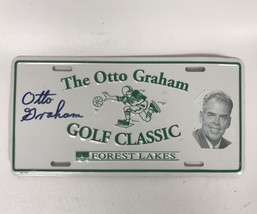 The Otto Graham
Otto
Graham
GOLF CLASSIC
FOREST LAKES